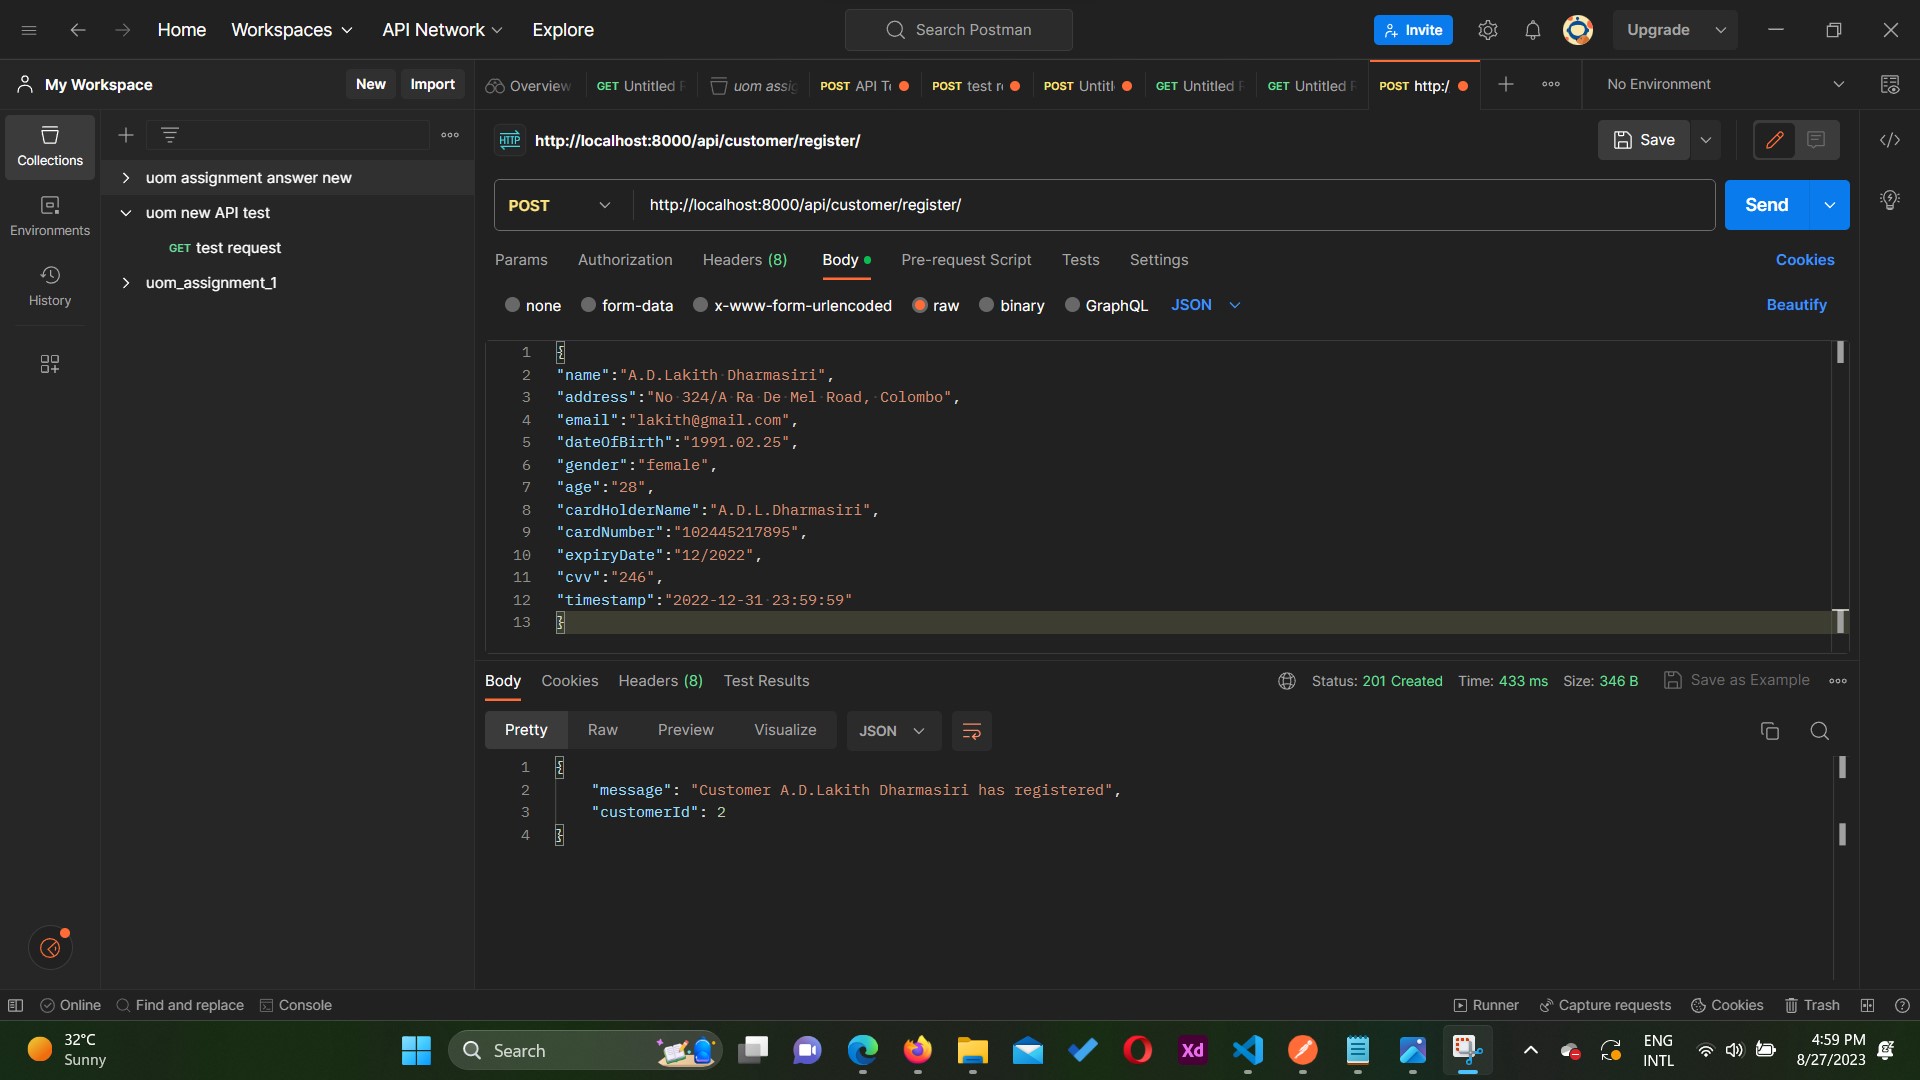 Home Workspaces API Network Explore Search Postman Invite Upgrade
My Workspace New Import Overview GET Untitled POST API Te POST test re POST Untitl GET Untitled GET Untitled POST http:/ No Environment
Collections
Environments
History
uom assignment answer new
uom new API test
GET test request
uom_assignment_1
HTTP http://localhost:8000/api/customer/register/ Save
POST http://localhost:8000/api/customer/register/ Send
Params Authorization Headers (8) Body Pre-request Script Tests Settings Cookies
none form-data x-www-form-urlencoded raw binary GraphQL JSON Beautify
1 {
2 "name":"A.D.Lakith Dharmasiri",
3 "address":"No 324/A Ra De Mel Road, Colombo",
4 "email":"lakith@gmail.com",
5 "dateOfBirth":"1991.02.25",
6 "gender":"female",
7 "age":"28",
8 "cardHolderName":"A.D.L.Dharmasiri",
9 "cardNumber":"102445217895",
10 "expiryDate":"12/2022",
11 "cvv":"246",
12 "timestamp":"2022-12-31 23:59:59"
13 }
Body Cookies Headers (8) Test Results Status: 201 Created Time: 433 ms Size: 346 B Save as Example
Pretty Raw Preview Visualize JSON
1 {
2 "message": "Customer A.D.Lakith Dharmasiri has registered",
3 "customerId": 2
4 }
Online Find and replace Console Runner Capture requests Cookies Trash
32°C
Sunny
Search
Xd
ENG
INTL
4:59 PM
8/27/2023